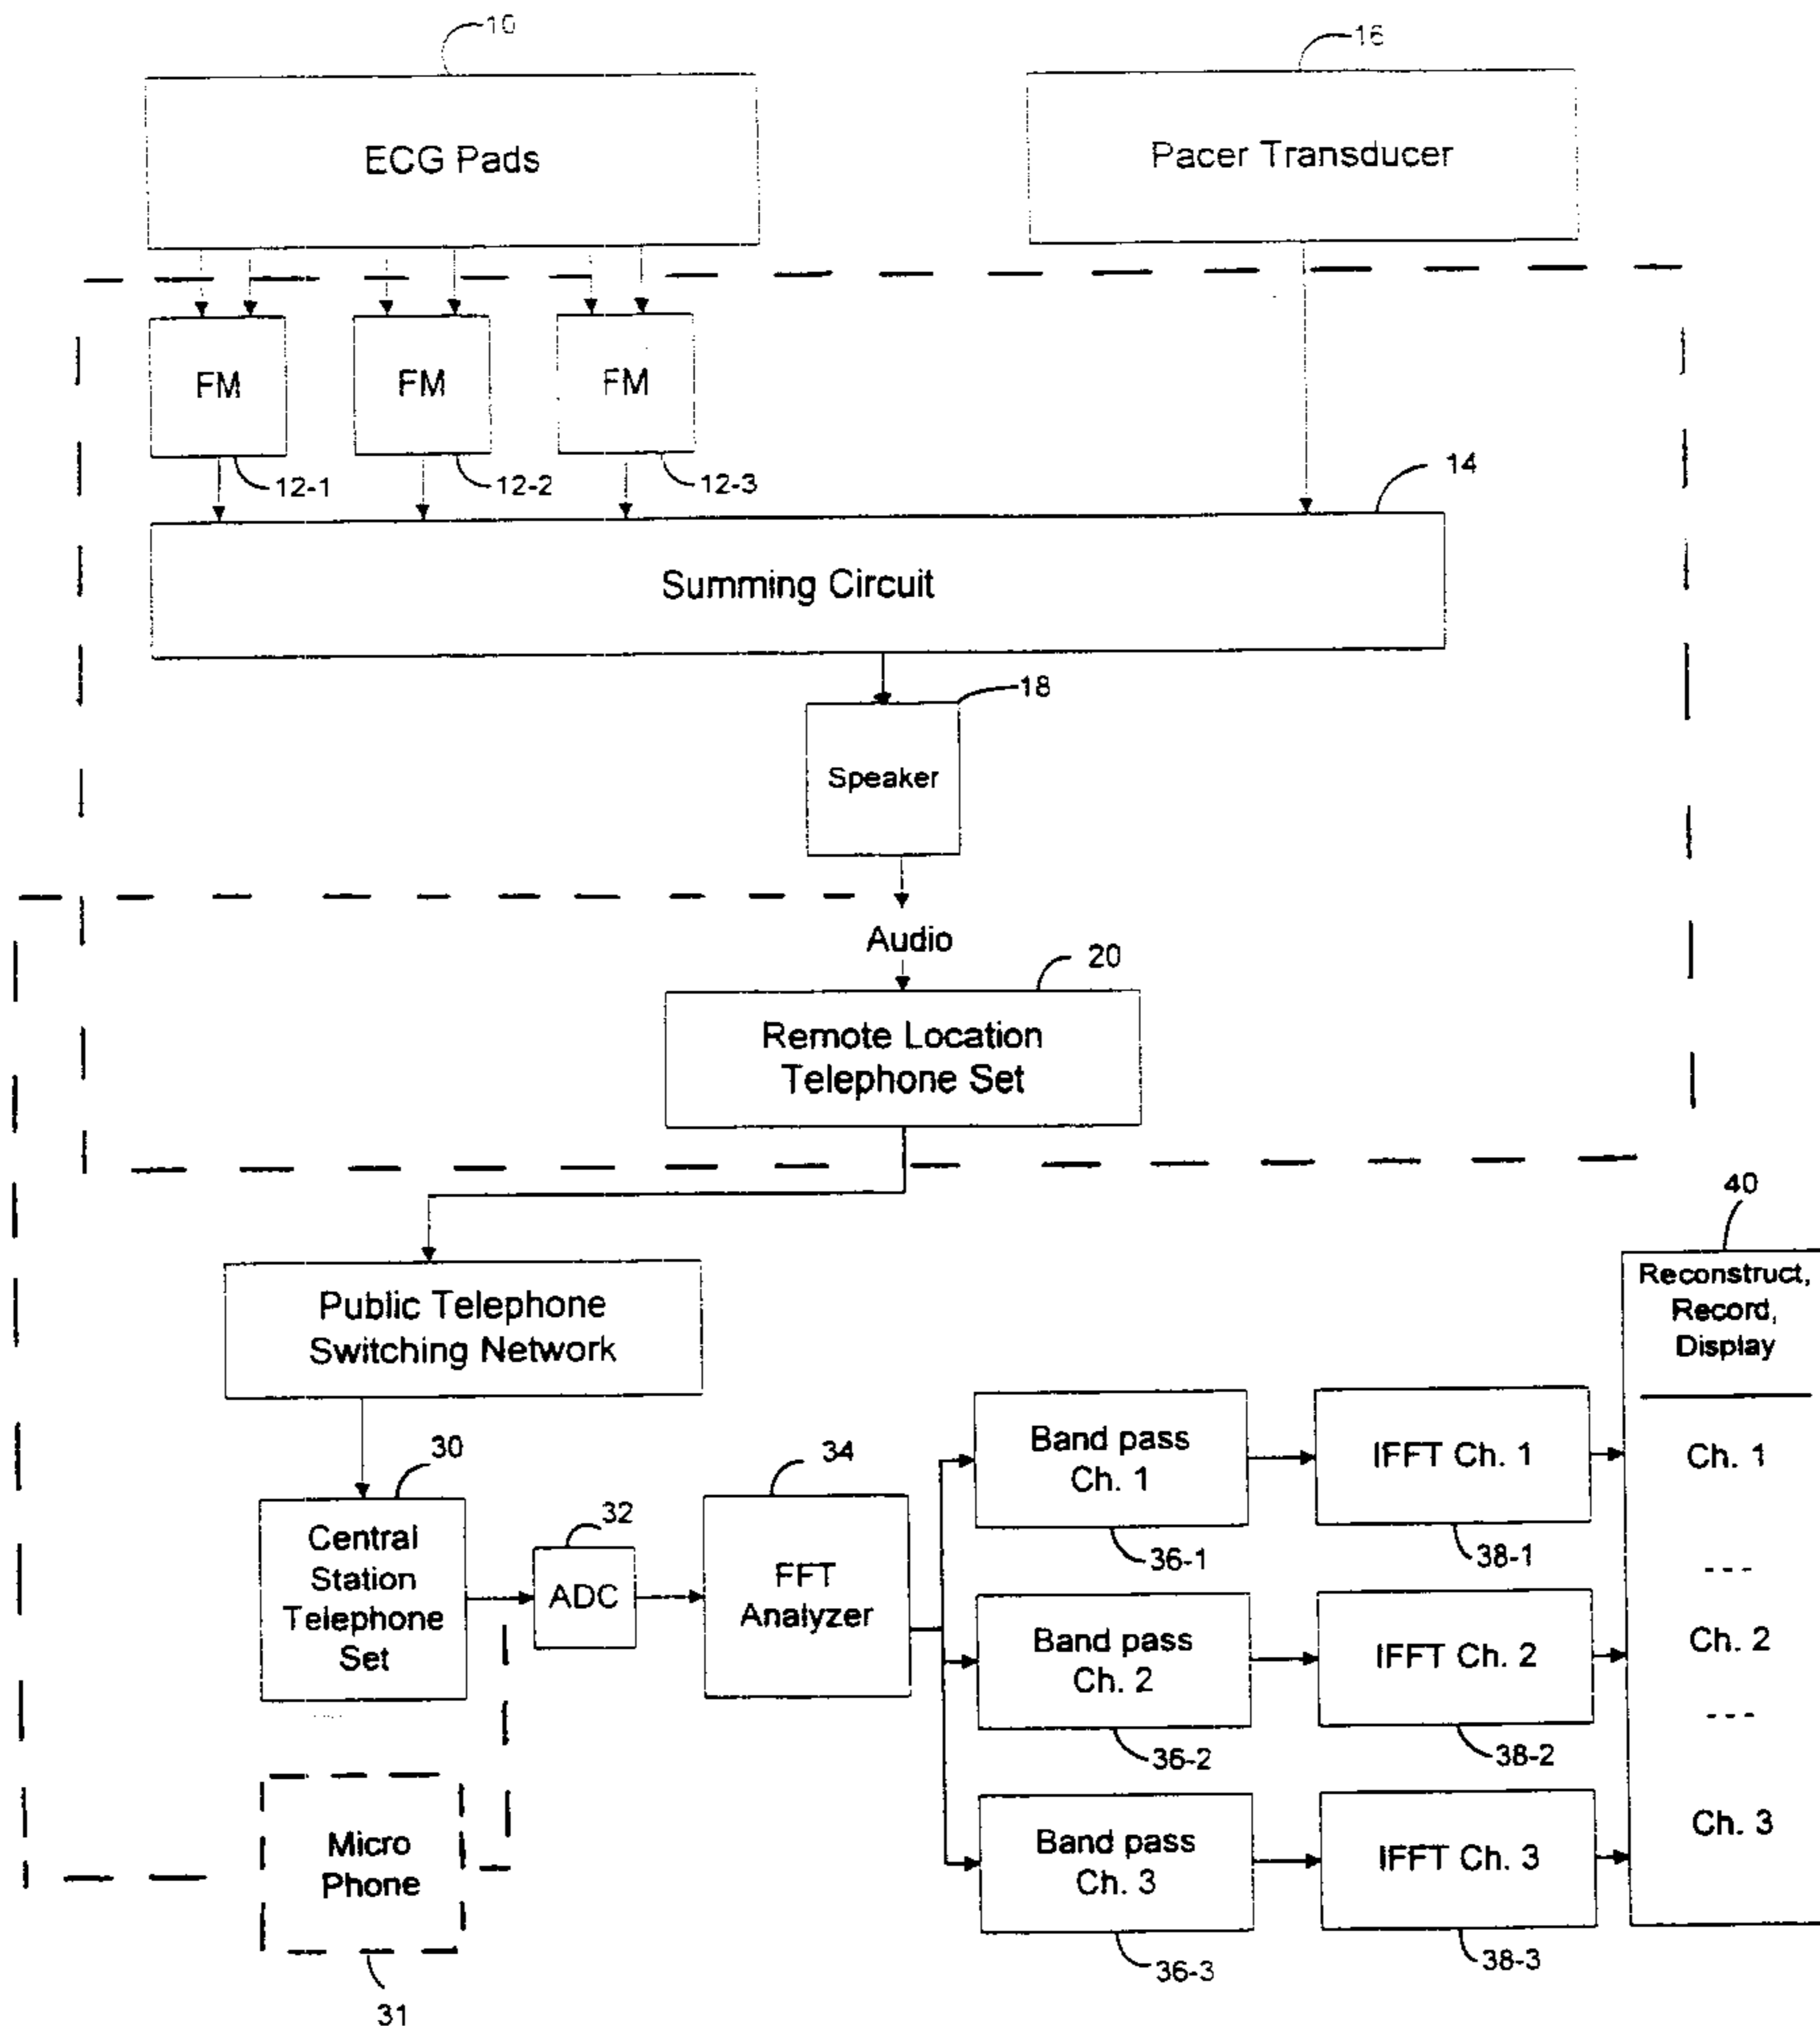 10
16
ECG Pads
Pacer Transducer
FM
FM
FM
12-1
12-2
12-3
14
Summing Circuit
18
Speaker
Audio
20
Remote Location
Telephone Set
Public Telephone
Switching Network
40
Reconstruct,
Record,
Display
30
Central
Station
Telephone
Set
32
ADC
34
FFT
Analyzer
Band pass
Ch. 1
36-1
IFFT Ch. 1
38-1
Ch. 1
---
Band pass
Ch. 2
36-2
IFFT Ch. 2
38-2
Ch. 2
---
Band pass
Ch. 3
36-3
IFFT Ch. 3
38-3
Ch. 3
Micro
Phone
31